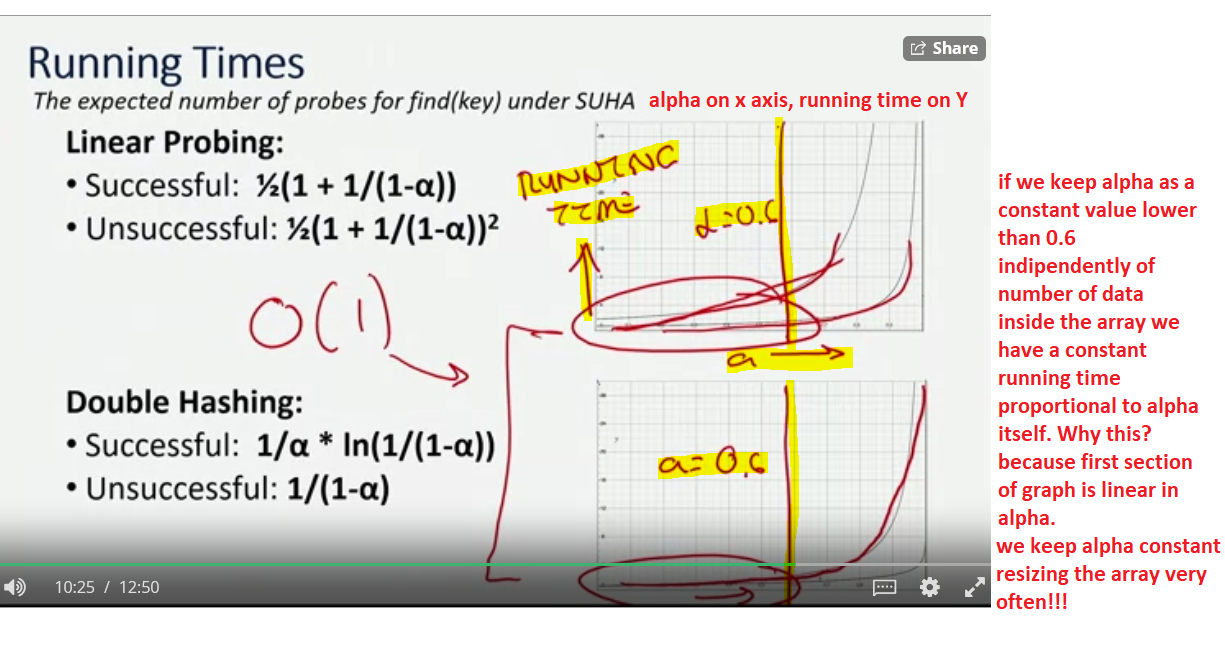 Share
Running Times
The expected number of probes for find(key) under SUHA alpha on x axis, running time on Y
Linear Probing:
• Successful: ½(1 + 1/(1-α))
• Unsuccessful: ½(1 + 1/(1-α))²
RUNNING
TIME
α=0.6
O(1)
a
Double Hashing:
• Successful: 1/α * ln(1/(1-α))
• Unsuccessful: 1/(1-α)
a=0.6
10:25 / 12:50
if we keep alpha as a
constant value lower
than 0.6
indipendently of
number of data
inside the array we
have a constant
running time
proportional to alpha
itself. Why this?
because first section
of graph is linear in
alpha.
we keep alpha constant
resizing the array very
often!!!